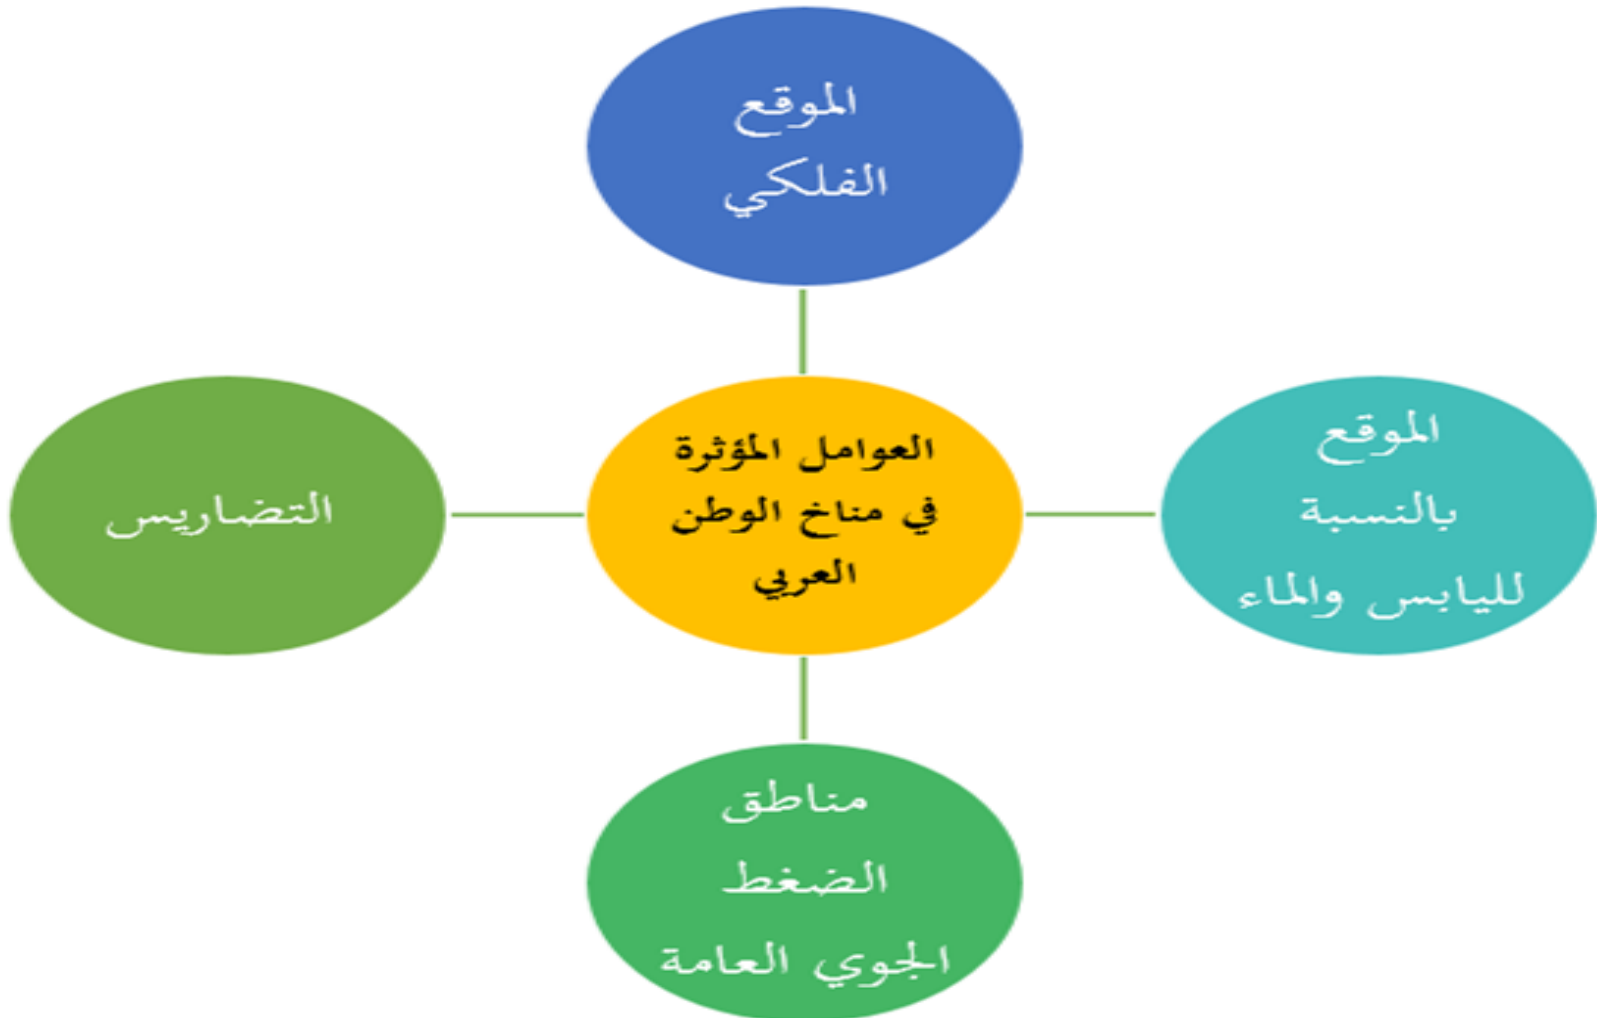 الموقع
الفلكي
العوامل المؤثرة
في مناخ الوطن
العربي
الموقع
بالنسبة
لليابس والماء
مناطق
الضغط
الجوي العامة
التضاريس